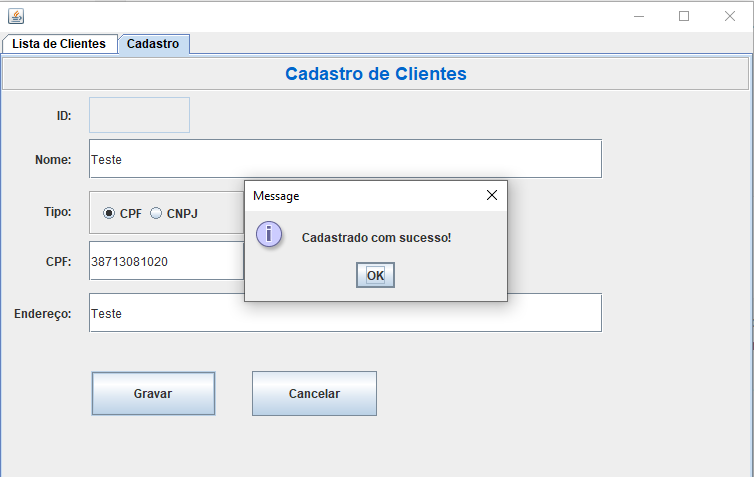 Lista de Clientes
Cadastro
Cadastro de Clientes
ID:
Nome:
Teste
Message
Tipo:
CPF
CNPJ
Cadastrado com sucesso!
CPF:
38713081020
OK
Endereço:
Teste
Gravar
Cancelar